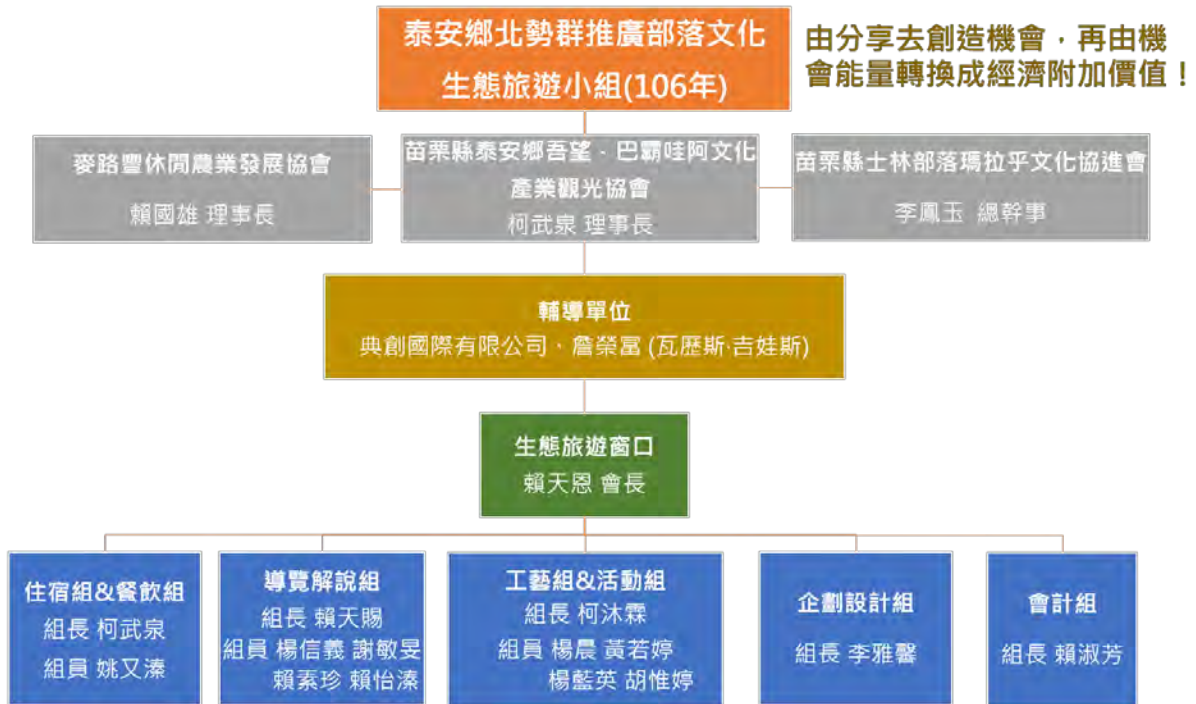 泰安鄉北勢群推廣部落文化
生態旅遊小組(106年)
由分享去創造機會，再由機
會能量轉換成經濟附加價值！
麥路豐休閒農業發展協會
賴國雄 理事長
苗栗縣泰安鄉吾望．巴霸哇阿文化
產業觀光協會
柯武泉 理事長
苗栗縣士林部落瑪拉乎文化協進會
李鳳玉 總幹事
輔導單位
典創國際有限公司、詹榮富 (瓦歷斯·吉娃斯)
生態旅遊窗口
賴天恩 會長
住宿組&餐飲組
組長 柯武泉
組員 姚又溱
導覽解說組
組長 賴天賜
組員 楊信義 謝敏旻
賴素珍 賴怡溱
工藝組&活動組
組長 柯沐霖
組員 楊晨 黃若婷
楊藍英 胡惟婷
企劃設計組
組長 李雅馨
會計組
組長 賴淑芳